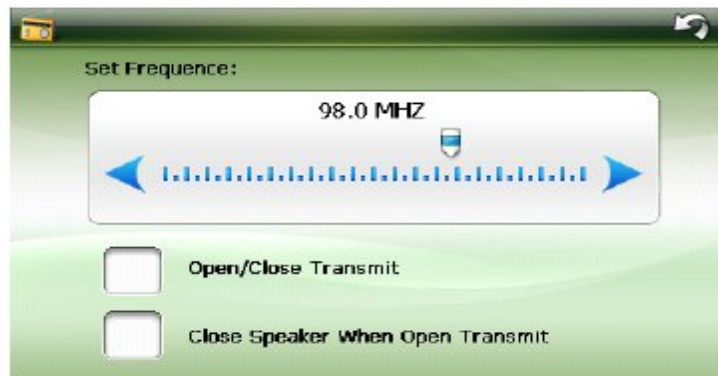 Set Frequence:
98.0 MHZ
Open/Close Transmit
Close Speaker When Open Transmit